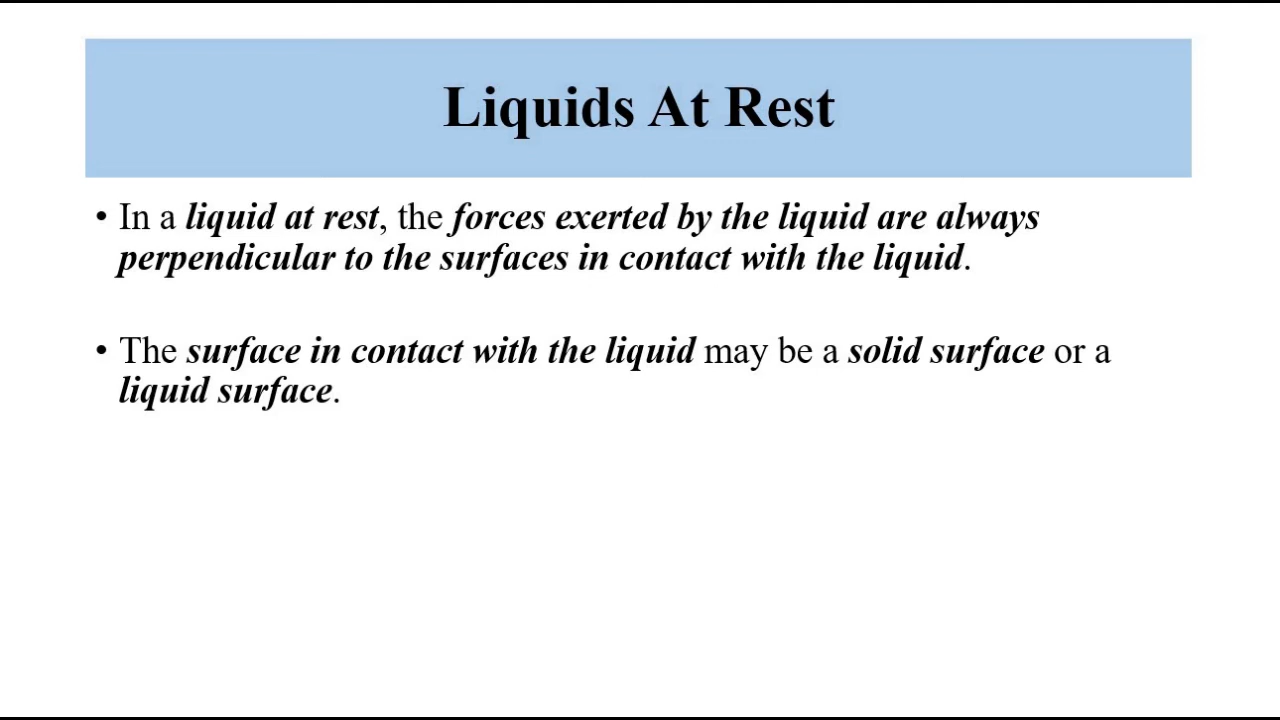 Liquids At Rest
• In a liquid at rest, the forces exerted by the liquid are always
perpendicular to the surfaces in contact with the liquid.
• The surface in contact with the liquid may be a solid surface or a
liquid surface.